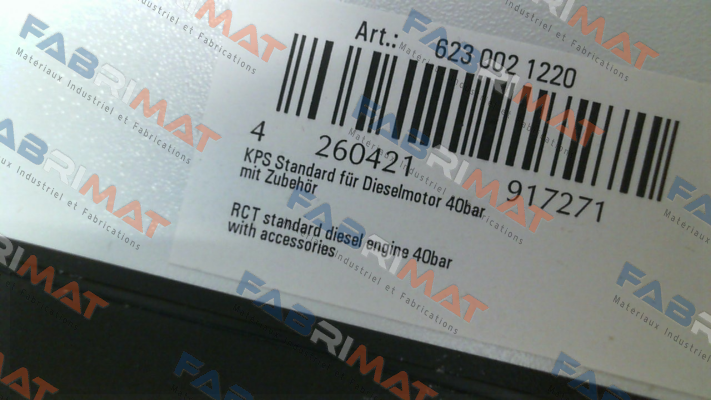 Art.: 623 002 1220
4 260421 917271
KPS Standard für Dieselmotor 40bar
mit Zubehör
RCT standard diesel engine 40bar
with accessories
FABRIMAT
Materiaux Industriel et Fabrications